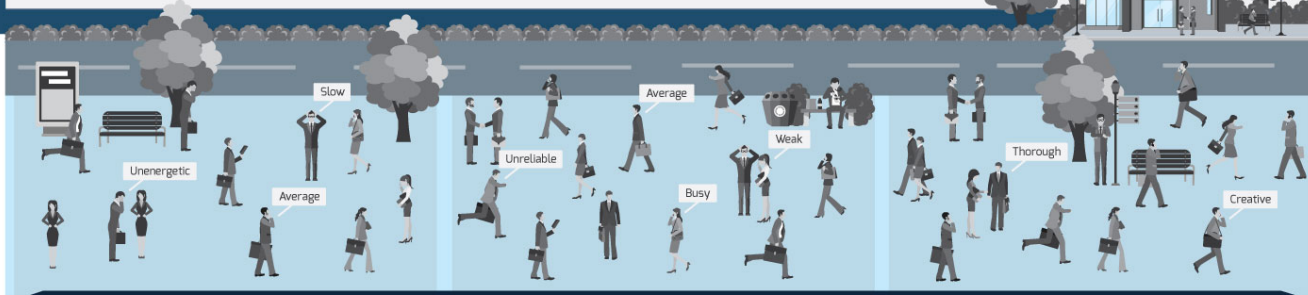 Slow
Average
Weak
Unreliable
Thorough
Unenergetic
Busy
Average
Creative